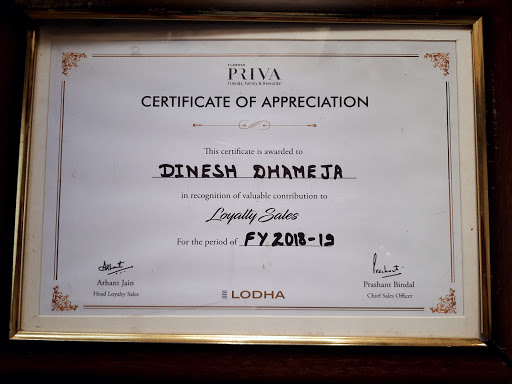 PRIVA
Friends, Family & Rewards
CERTIFICATE OF APPRECIATION
This certificate is awarded to
DINESH DHAMEJA
in recognition of valuable contribution to
Loyalty Sales
For the period of FY 2018-19
Arhant
Prashant
Arhant Jain
Prashant Bindal
Head Loyalty Sales
Chief Sales Officer
LODHA